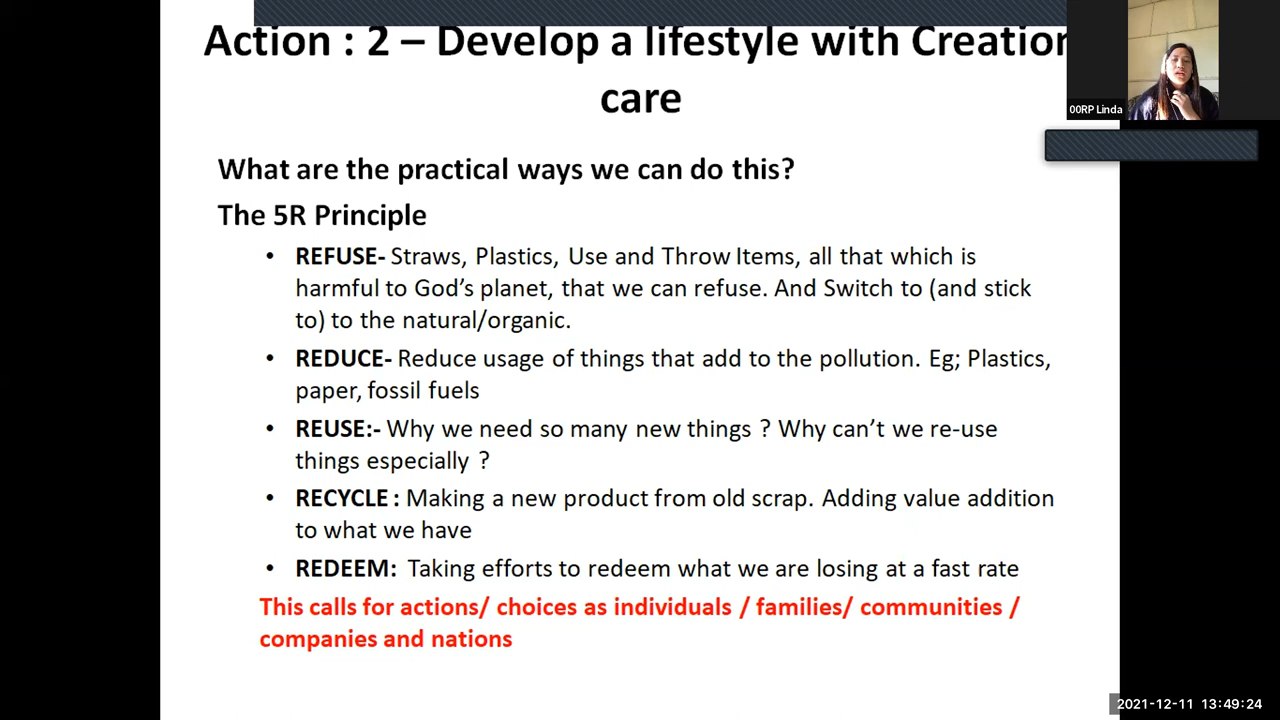 Action : 2 – Develop a lifestyle with Creation
care
00RP Linda
What are the practical ways we can do this?
The 5R Principle
• REFUSE- Straws, Plastics, Use and Throw Items, all that which is
harmful to God’s planet, that we can refuse. And Switch to (and stick
to) to the natural/organic.
• REDUCE- Reduce usage of things that add to the pollution. Eg; Plastics,
paper, fossil fuels
• REUSE:- Why we need so many new things ? Why can’t we re-use
things especially ?
• RECYCLE : Making a new product from old scrap. Adding value addition
to what we have
• REDEEM: Taking efforts to redeem what we are losing at a fast rate
This calls for actions/ choices as individuals / families/ communities /
companies and nations
2021-12-11 13:49:24